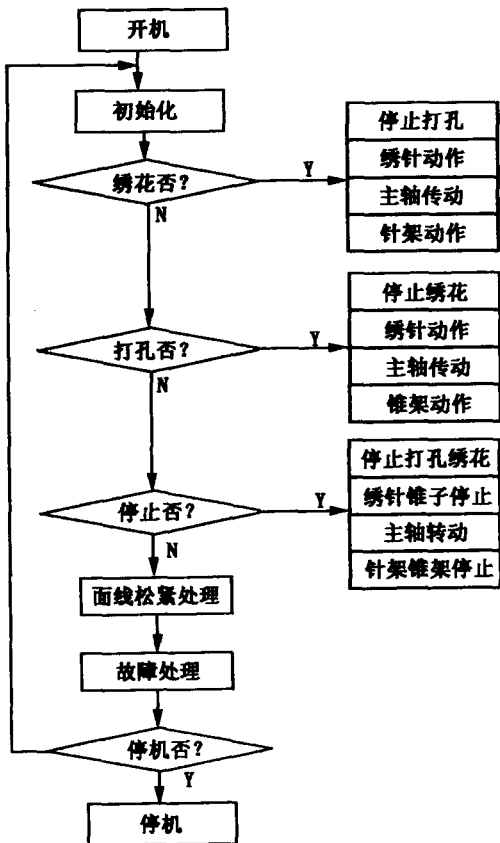 开机
初始化
绣花否?
Y
N
停止打孔
绣针动作
主轴传动
针架动作
打孔否?
Y
N
停止绣花
绣针动作
主轴传动
锥架动作
停止否?
Y
N
停止打孔绣花
绣针锥子停止
主轴转动
针架锥架停止
面线松紧处理
故障处理
停机否?
Y
停机